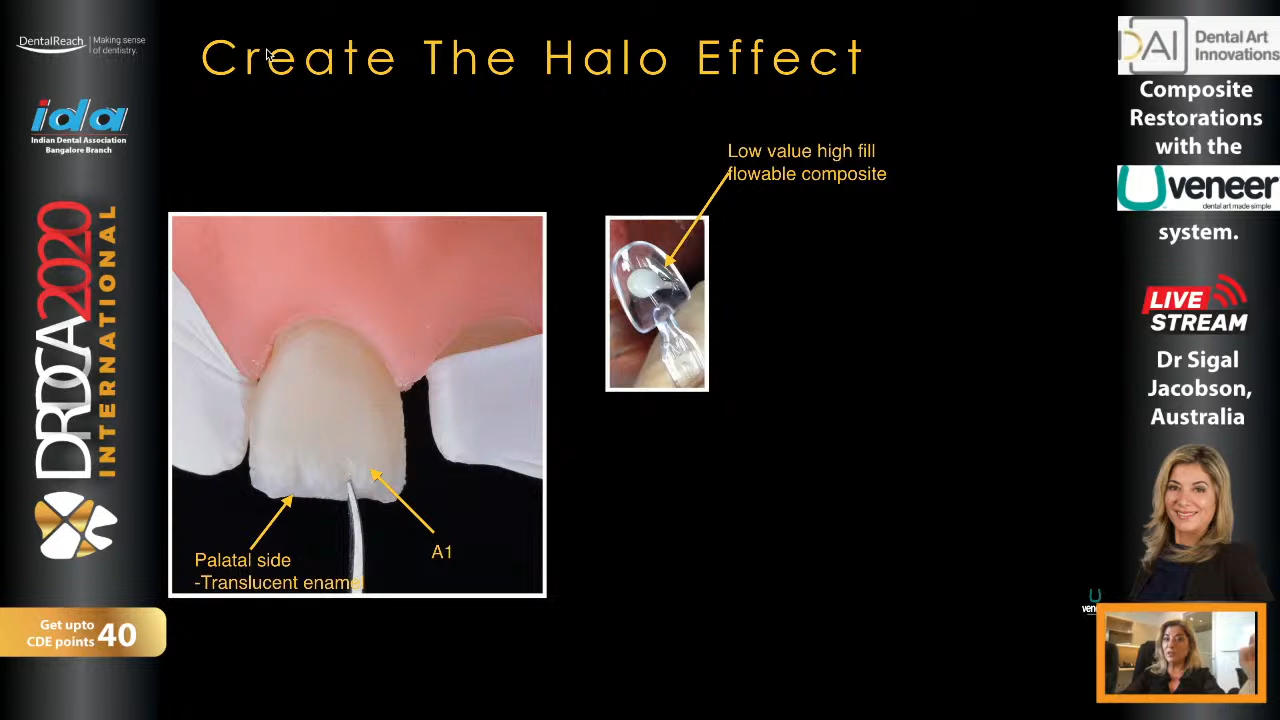 DentalReach
Making sense
of dentistry.
ida
Indian Dental Association
Bangalore Branch
DRDCA2020
INTERNATIONAL
Get upto
CDE points 40
Create The Halo Effect
Low value high fill
flowable composite
A1
Palatal side
-Translucent enamel
DAI Dental Art
Innovations
Composite
Restorations
with the
Uveneer
dental art made simple
system.
LIVE
STREAM
Dr Sigal
Jacobson,
Australia